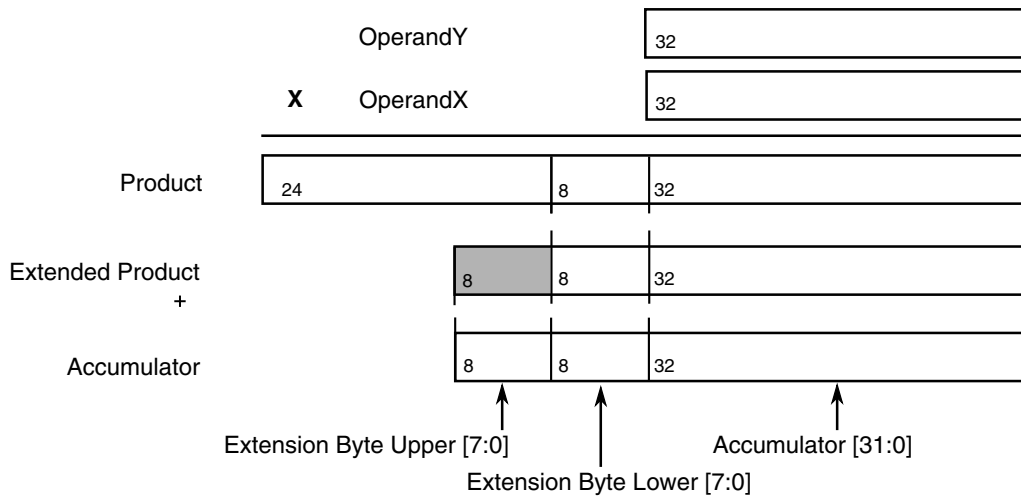 OperandY 32
X OperandX 32
Product 24 8 32
Extended Product 8 8 32
+
Accumulator 8 8 32
Extension Byte Upper [7:0] Accumulator [31:0]
Extension Byte Lower [7:0]